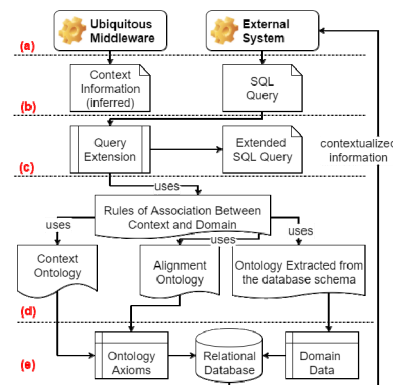 Ubiquitous
Middleware
External
System
(a)
Context
Information
(inferred)
SQL
Query
(b)
Query
Extension
Extended
SQL Query
contextualized
information
(c)
uses
Rules of Association Between
Context and Domain
uses
uses
uses
Context
Ontology
Alignment
Ontology
Ontology Extracted from
the database schema
(d)
Ontology
Axioms
Relational
Database
Domain
Data
(e)